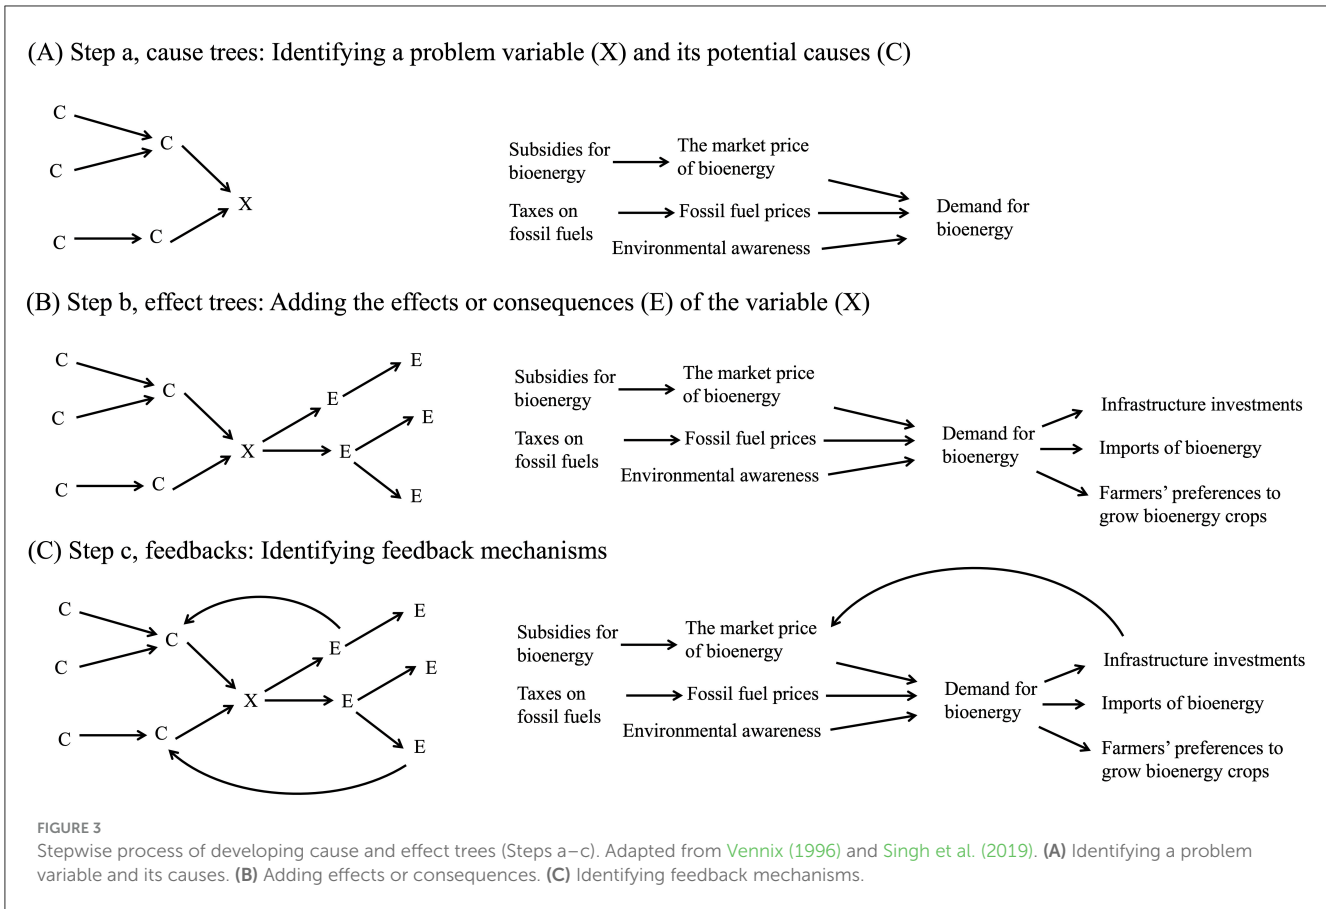 (A) Step a, cause trees: Identifying a problem variable (X) and its potential causes (C)
C
C
C
X
C
C
Subsidies for
bioenergy
The market price
of bioenergy
Taxes on
fossil fuels
Fossil fuel prices
Environmental awareness
Demand for
bioenergy
(B) Step b, effect trees: Adding the effects or consequences (E) of the variable (X)
C
C
C
X
C
C
E
E
E
E
E
Subsidies for
bioenergy
The market price
of bioenergy
Taxes on
fossil fuels
Fossil fuel prices
Environmental awareness
Demand for
bioenergy
Infrastructure investments
Imports of bioenergy
Farmers’ preferences to
grow bioenergy crops
(C) Step c, feedbacks: Identifying feedback mechanisms
C
C
C
X
C
C
E
E
E
E
E
Subsidies for
bioenergy
The market price
of bioenergy
Taxes on
fossil fuels
Fossil fuel prices
Environmental awareness
Demand for
bioenergy
Infrastructure investments
Imports of bioenergy
Farmers’ preferences to
grow bioenergy crops
FIGURE 3
Stepwise process of developing cause and effect trees (Steps a–c). Adapted from Vennix (1996) and Singh et al. (2019). (A) Identifying a problem
variable and its causes. (B) Adding effects or consequences. (C) Identifying feedback mechanisms.